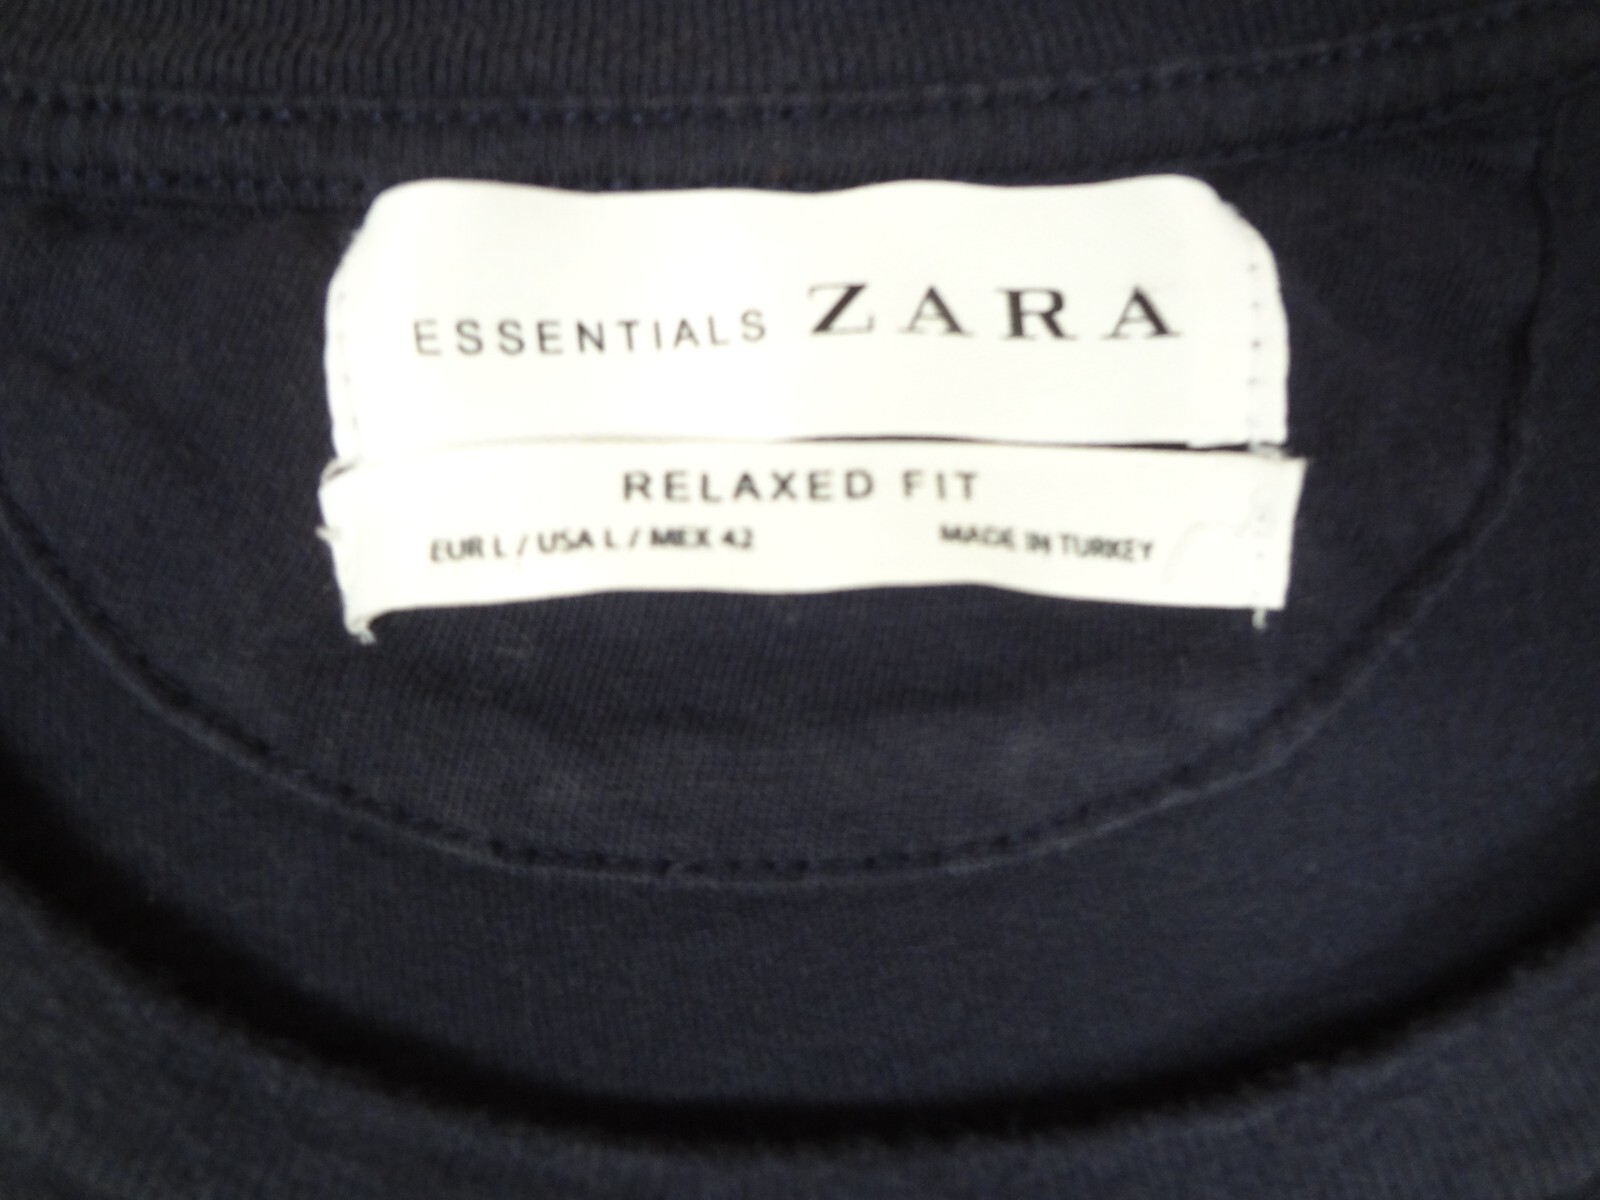 ESSENTIALS ZARA
RELAXED FIT
EUR L / USA L / MEX 42 MADE IN TURKEY